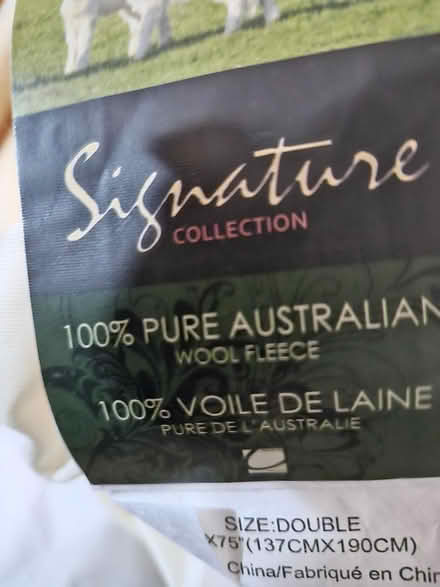 Signature
COLLECTION
100% PURE AUSTRALIAN
WOOL FLEECE
100% VOILE DE LAINE
PURE DE L'AUSTRALIE
SIZE:DOUBLE
X75"(137CMX190CM)
China/Fabriqué en Chin